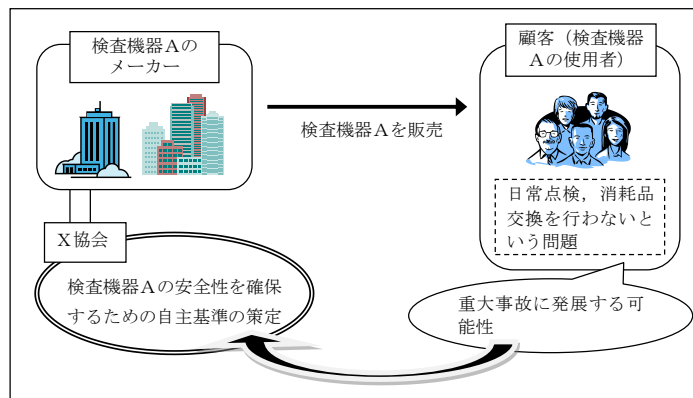 検査機器Aの
メーカー
顧客（検査機器
Aの使用者）
検査機器Aを販売
日常点検，消耗品
交換を行わないと
いう問題
X協会
検査機器Aの安全性を確保
するための自主基準の策定
重大事故に発展する可
能性